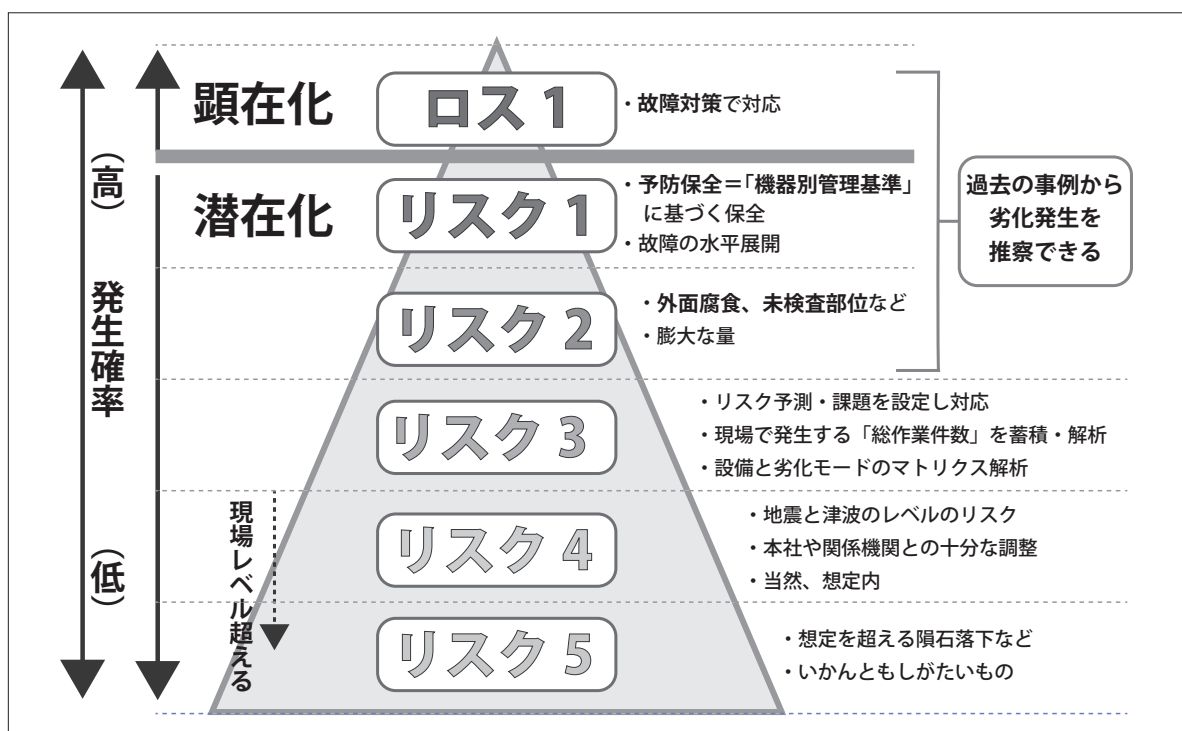 顕在化
ロス 1
・故障対策で対応
潜在化
リスク 1
・予防保全＝「機器別管理基準」
に基づく保全
・故障の水平展開
過去の事例から
劣化発生を
推察できる
リスク 2
・外面腐食、未検査部位など
・膨大な量
リスク 3
・リスク予測・課題を設定し対応
・現場で発生する「総作業件数」を蓄積・解析
・設備と劣化モードのマトリクス解析
リスク 4
・地震と津波のレベルのリスク
・本社や関係機関との十分な調整
・当然、想定内
リスク 5
・想定を超える隕石落下など
・いかんともしがたいもの
（高）
発生確率
（低）
現場レベル超える